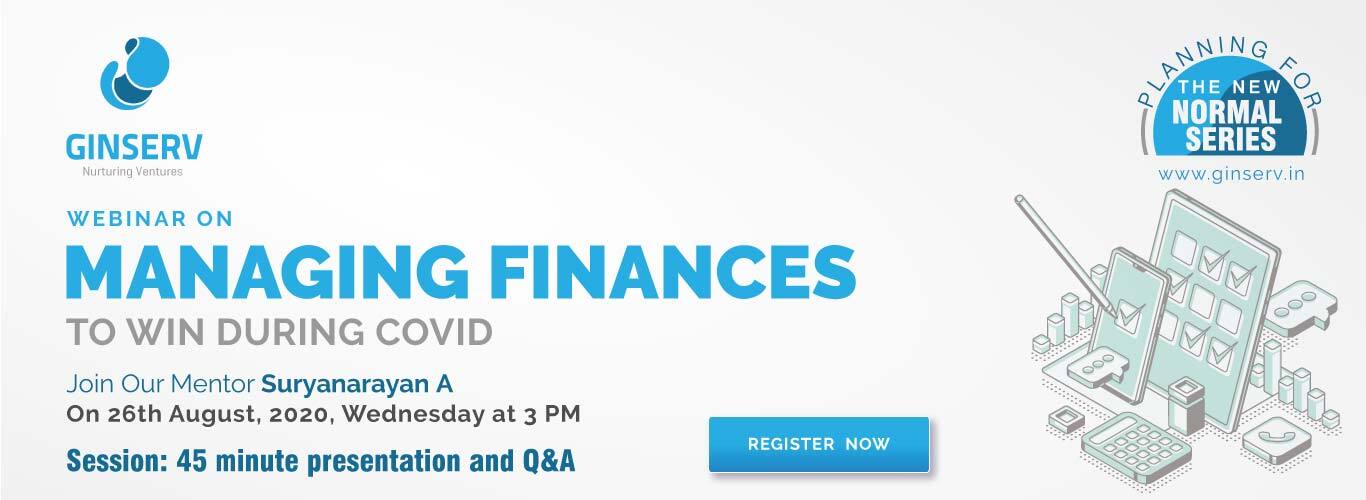 GINSERV
Nurturing Ventures
PLANNING FOR
THE NEW
NORMAL
SERIES
www.ginserv.in
WEBINAR ON
MANAGING FINANCES
TO WIN DURING COVID
Join Our Mentor Suryanarayan A
On 26th August, 2020, Wednesday at 3 PM
Session: 45 minute presentation and Q&A
REGISTER NOW